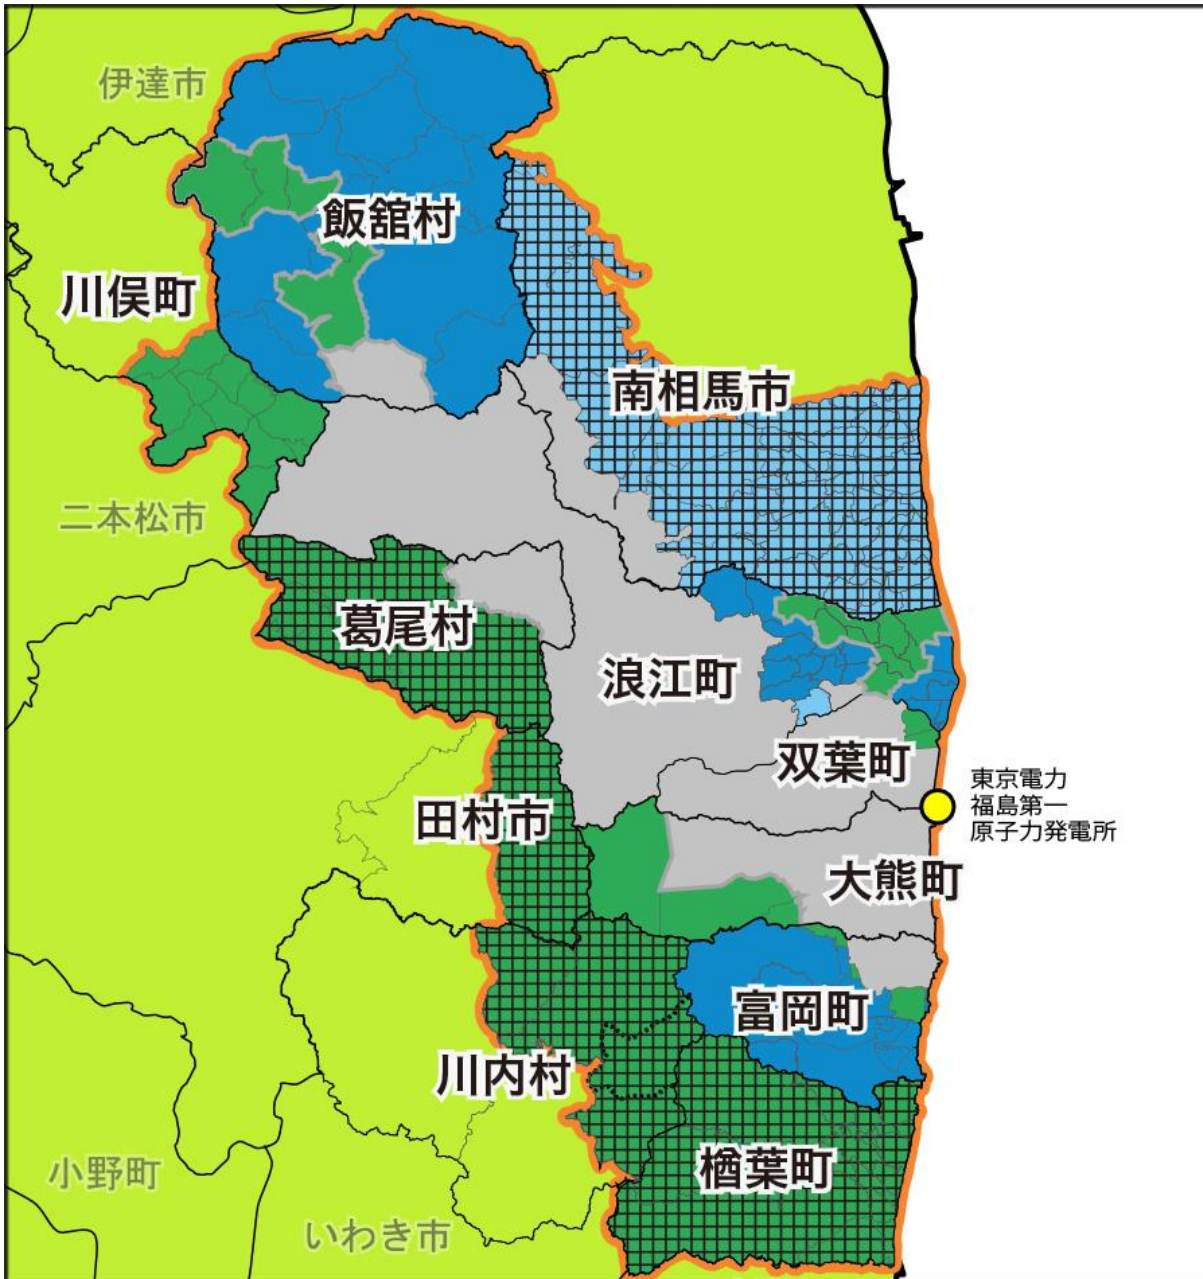 伊達市
飯舘村
川俣町
南相馬市
二本松市
葛尾村
浪江町
双葉町
東京電力
福島第一
原子力発電所
田村市
大熊町
富岡町
川内村
楢葉町
小野町
いわき市